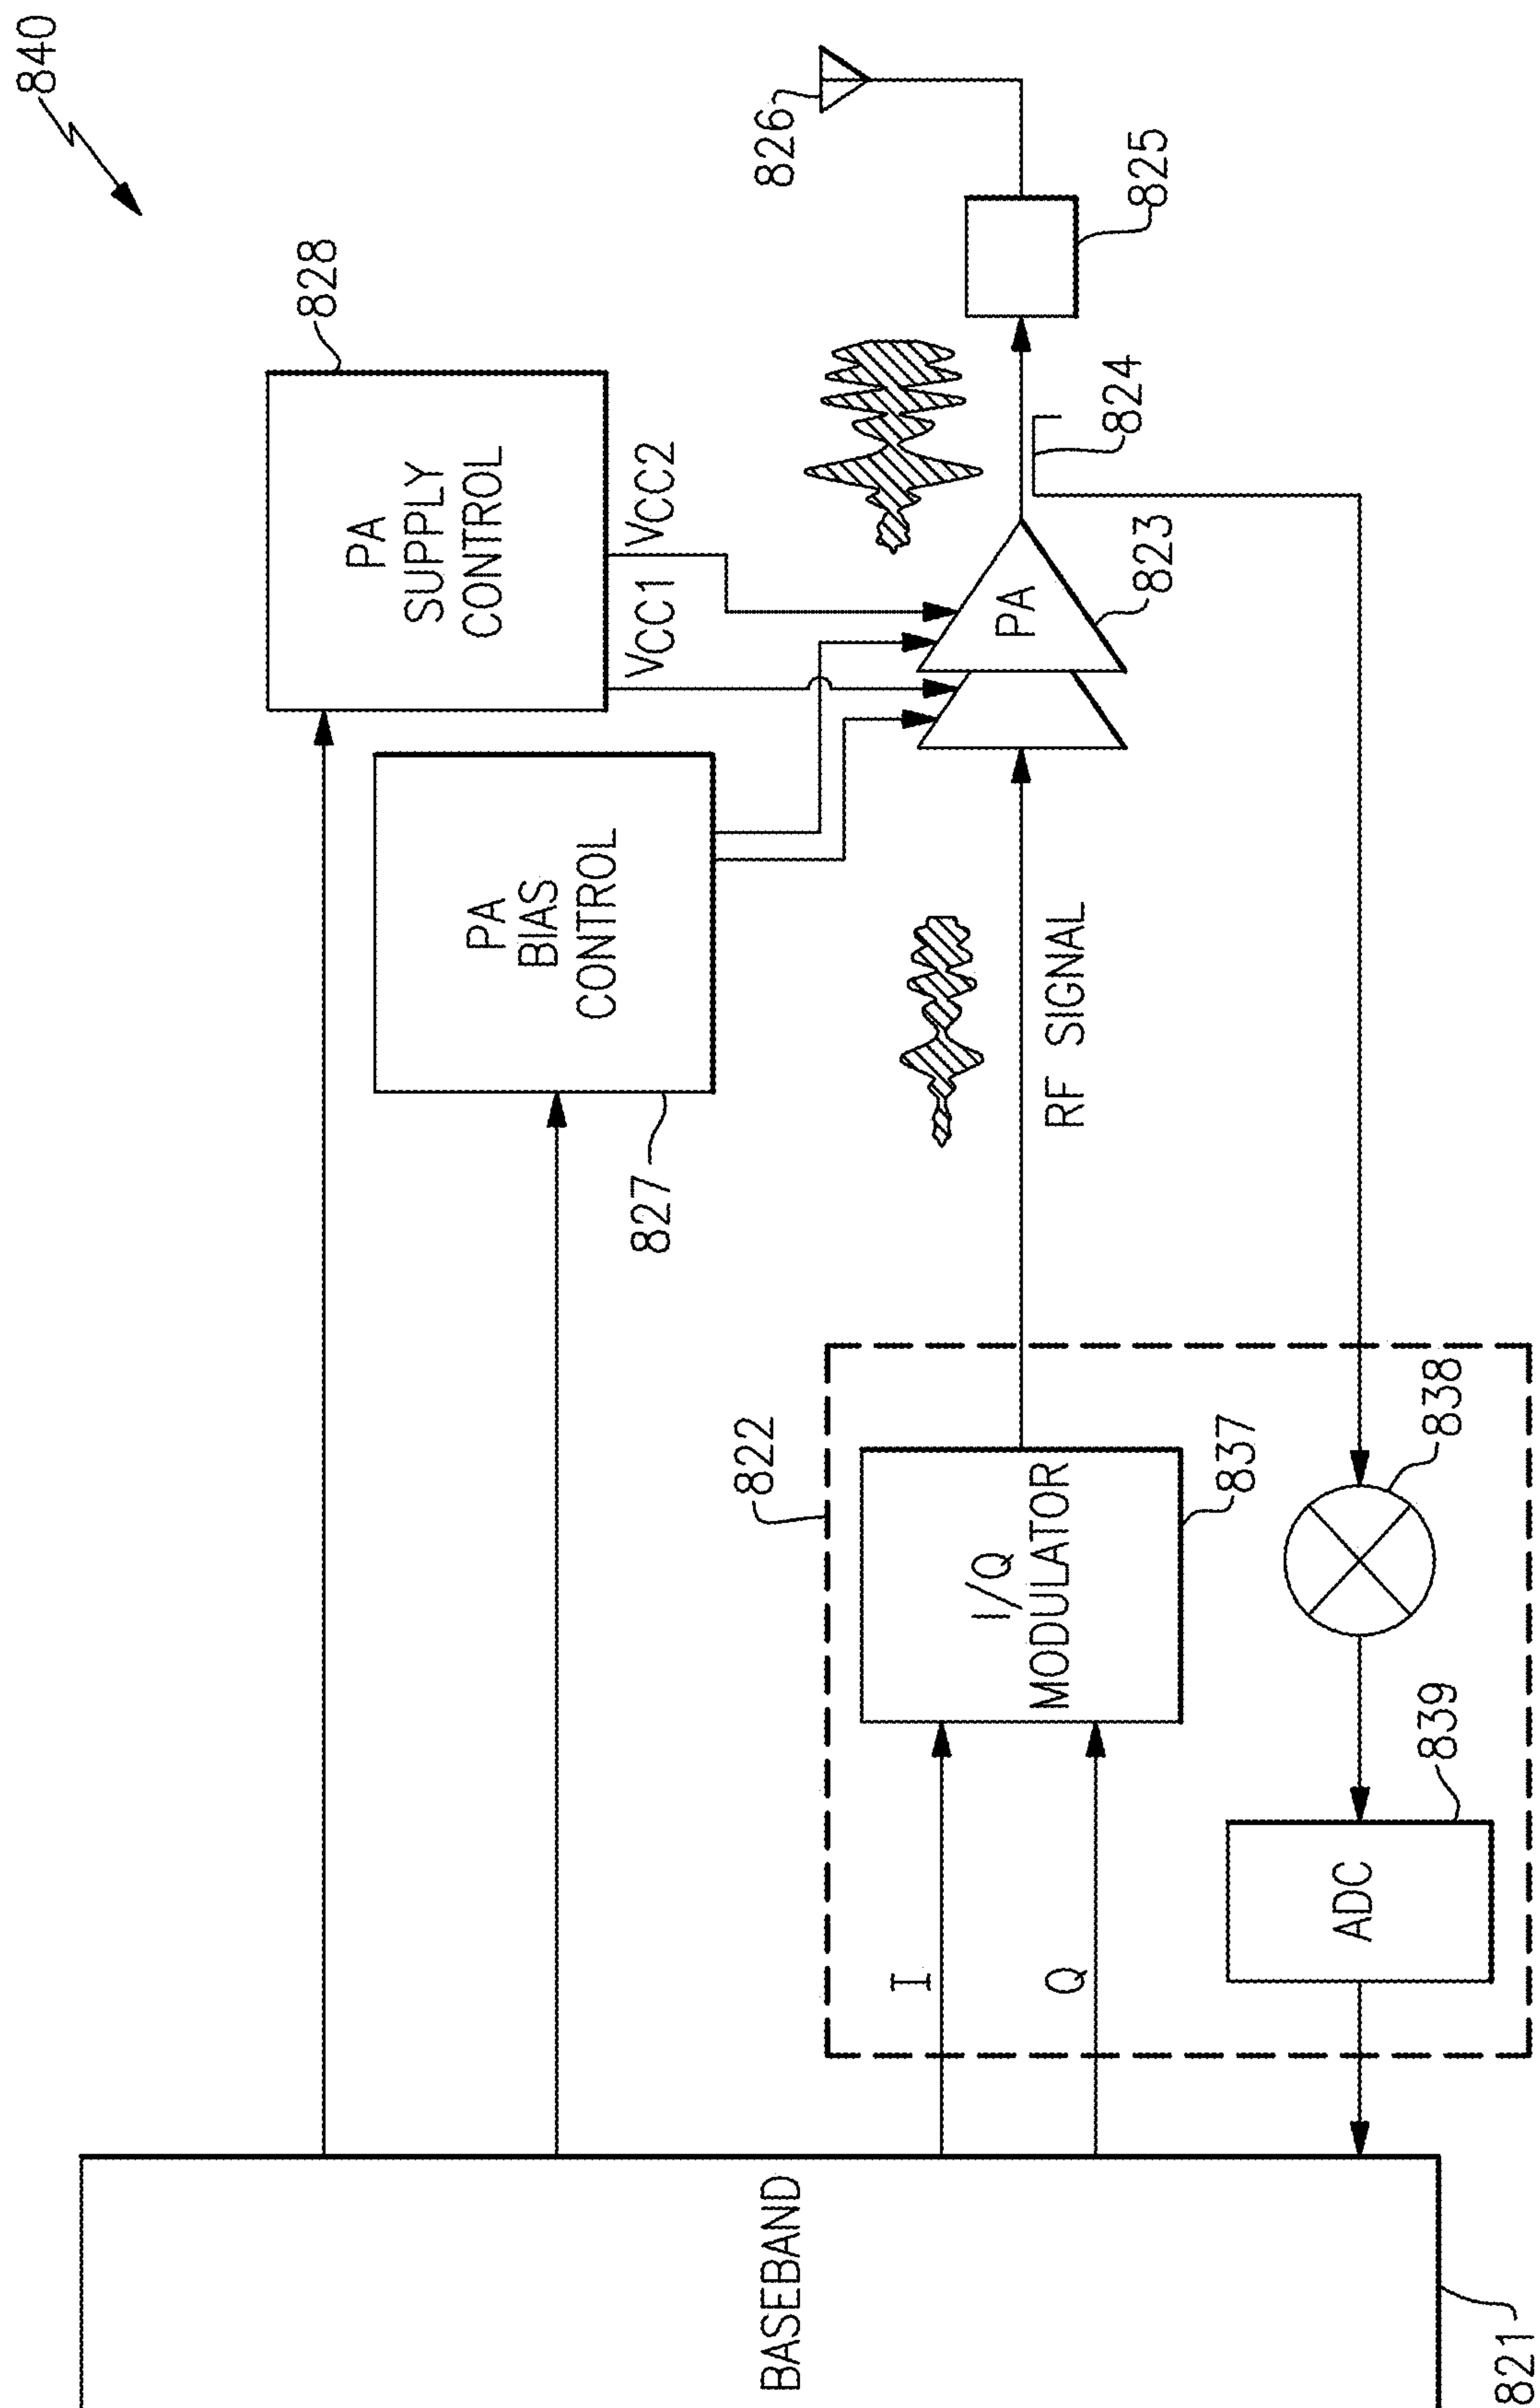 840
828
PA
SUPPLY
CONTROL
VCC1
VCC2
PA
BIAS
CONTROL
827
826
825
824
PA
823
RF SIGNAL
822
I/Q
MODULATOR
837
838
ADC
839
I
Q
BASEBAND
821